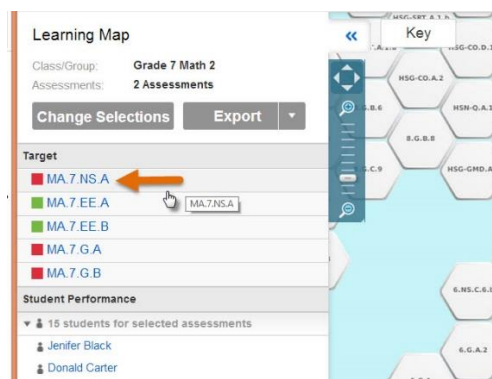 Learning Map
Class/Group: Grade 7 Math 2
Assessments: 2 Assessments
Change Selections
Export
Target
MA.7.NS.A
MA.7.NS.A
MA.7.EE.A
MA.7.EE.B
MA.7.G.A
MA.7.G.B
Student Performance
15 students for selected assessments
Jenifer Black
Donald Carter
Key
HSG-CO.A.2
HSN-Q.A.1
8.G.B.8
HSG-GMD.A
6.NS.C.6.b
6.G.A.2